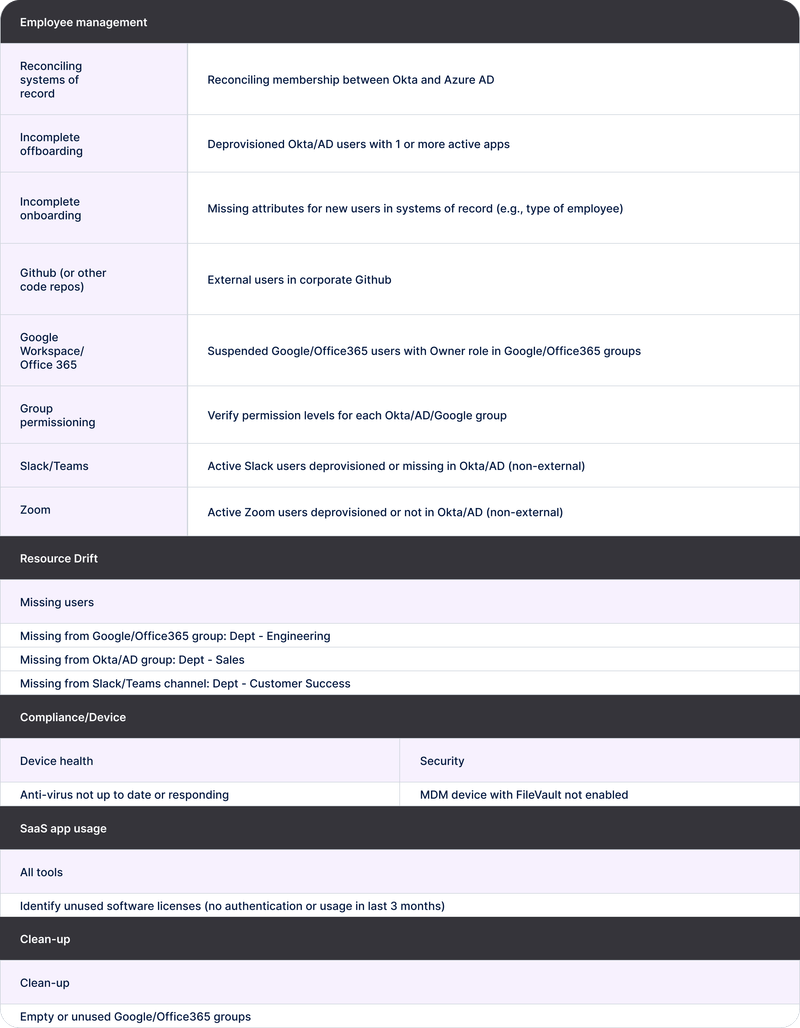 Employee management
Reconciling
systems of
record
Reconciling membership between Okta and Azure AD
Incomplete
offboarding
Deprovisioned Okta/AD users with 1 or more active apps
Incomplete
onboarding
Missing attributes for new users in systems of record (e.g., type of employee)
Github (or other
code repos)
External users in corporate Github
Google
Workspace/
Office 365
Suspended Google/Office365 users with Owner role in Google/Office365 groups
Group
permissioning
Verify permission levels for each Okta/AD/Google group
Slack/Teams
Active Slack users deprovisioned or missing in Okta/AD (non-external)
Zoom
Active Zoom users deprovisioned or not in Okta/AD (non-external)
Resource Drift
Missing users
Missing from Google/Office365 group: Dept - Engineering
Missing from Okta/AD group: Dept - Sales
Missing from Slack/Teams channel: Dept - Customer Success
Compliance/Device
Device health
Security
Anti-virus not up to date or responding
MDM device with FileVault not enabled
SaaS app usage
All tools
Identify unused software licenses (no authentication or usage in last 3 months)
Clean-up
Clean-up
Empty or unused Google/Office365 groups